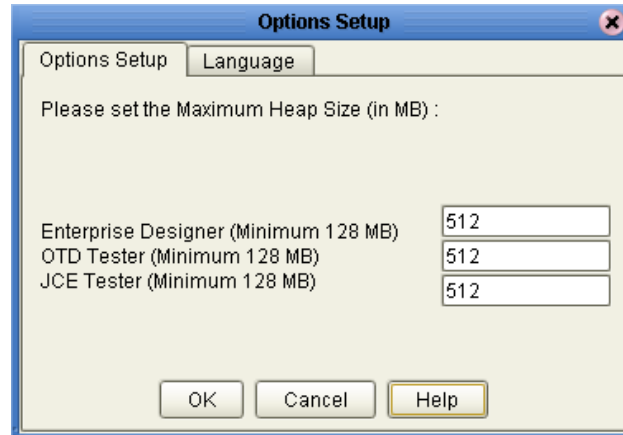 Options Setup
Options Setup Language
Please set the Maximum Heap Size (in MB) :
Enterprise Designer (Minimum 128 MB) 512
OTD Tester (Minimum 128 MB) 512
JCE Tester (Minimum 128 MB) 512
OK Cancel Help